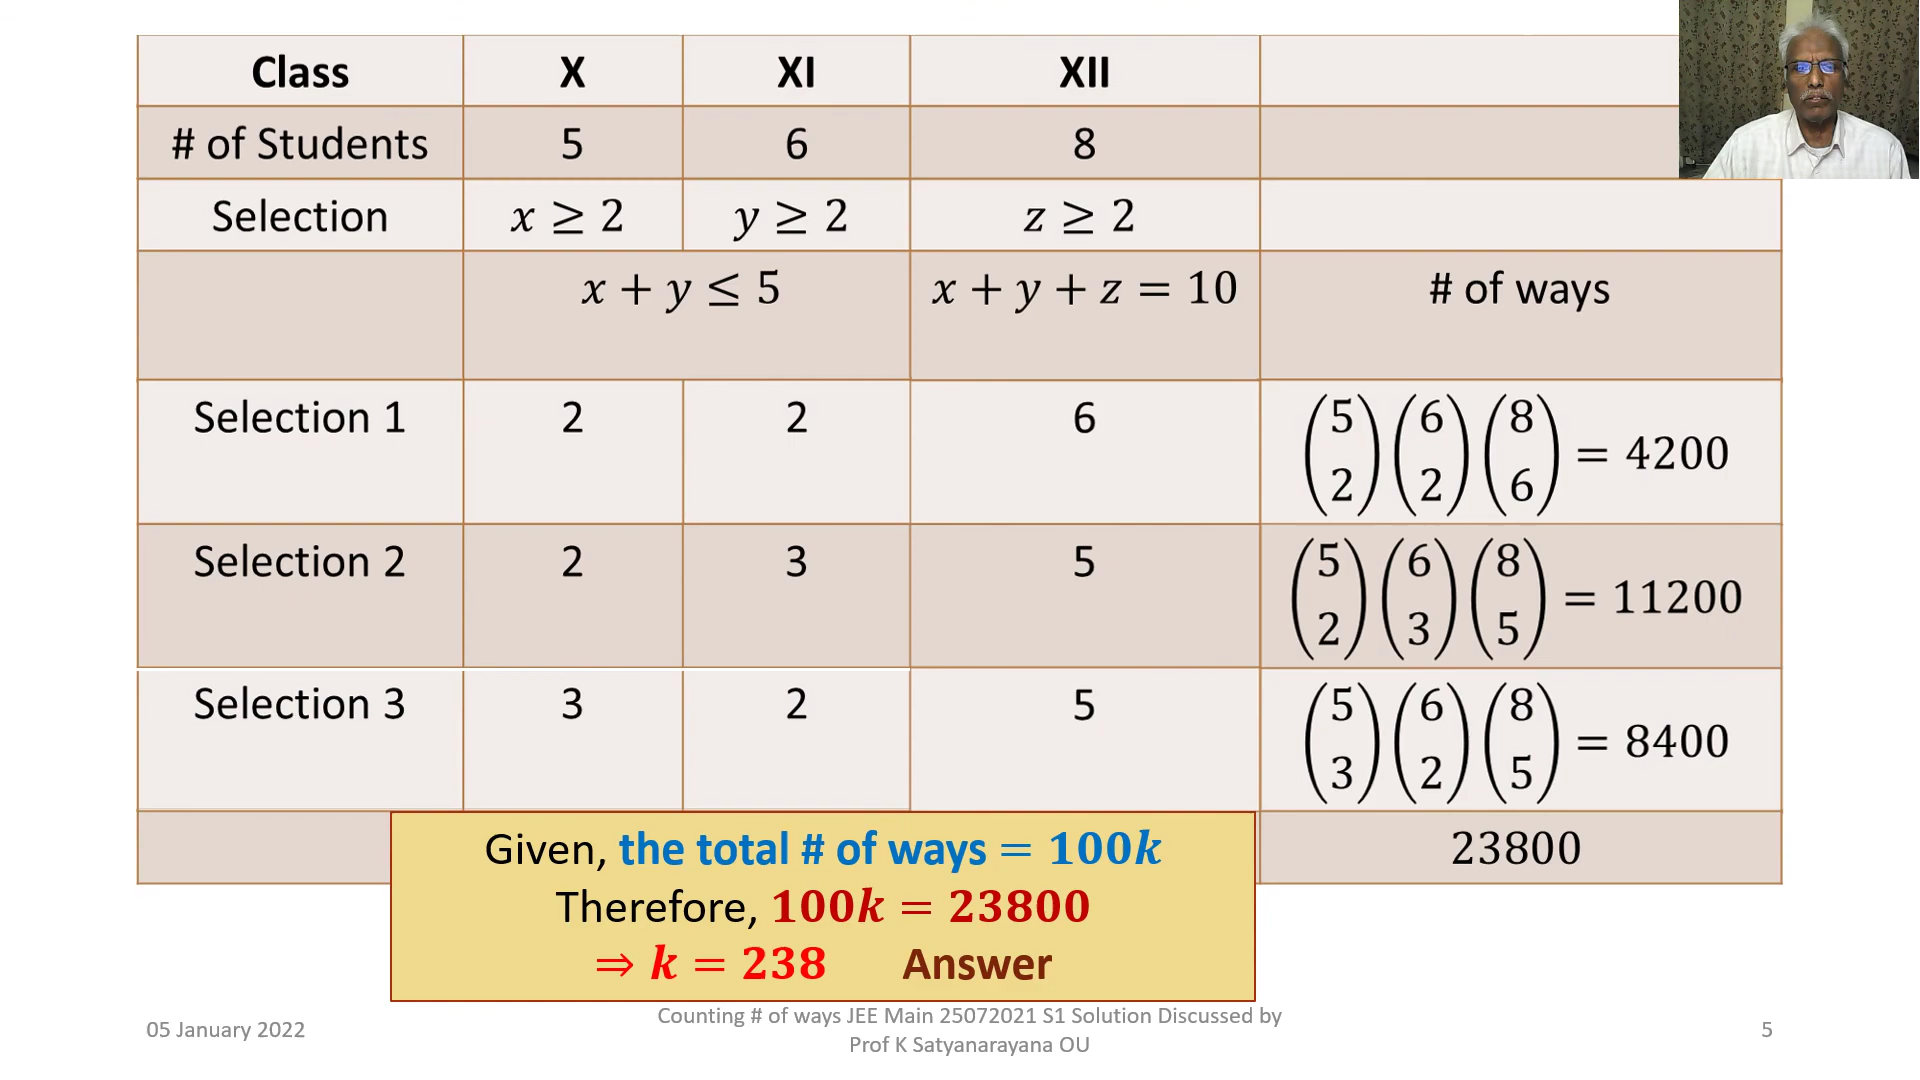 Class X XI XII
# of Students 5 6 8
Selection x ≥ 2 y ≥ 2 z ≥ 2
x + y ≤ 5 x + y + z = 10 # of ways
Selection 1 2 2 6 (5 2)(6 2)(8 6) = 4200
Selection 2 2 3 5 (5 2)(6 3)(8 5) = 11200
Selection 3 3 2 5 (5 3)(6 2)(8 5) = 8400
23800
Given, the total # of ways = 100k
Therefore, 100k = 23800
⇒ k = 238 Answer
05 January 2022
Counting # of ways JEE Main 25072021 S1 Solution Discussed by
Prof K Satyanarayana OU
5